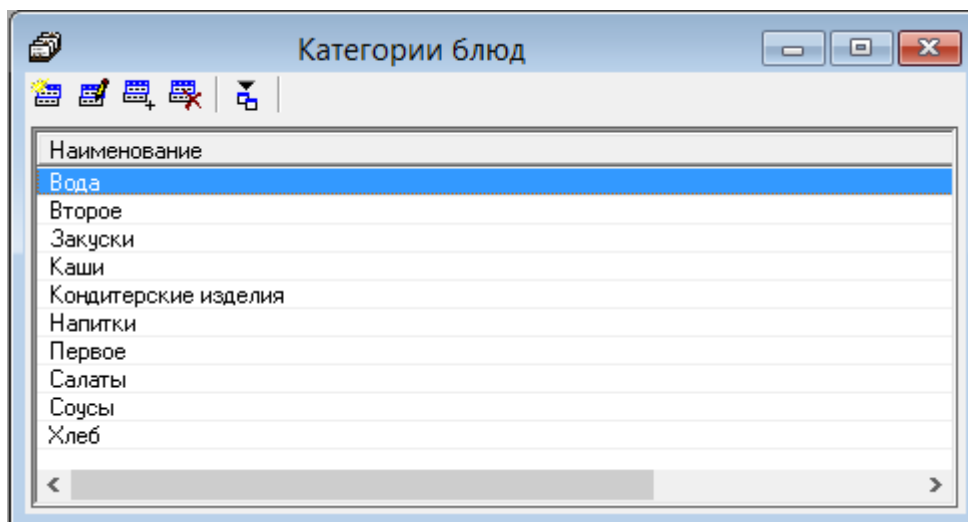 Категории блюд
Наименование
Вода
Второе
Закуски
Каши
Кондитерские изделия
Напитки
Первое
Салаты
Соусы
Хлеб